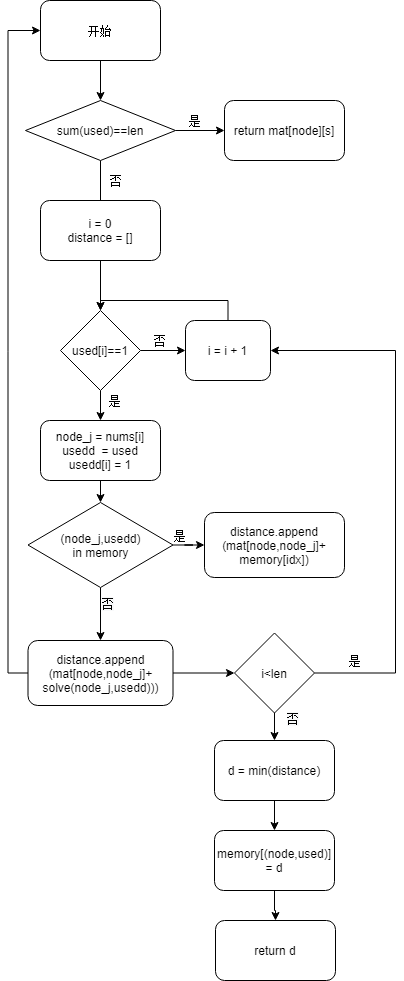 开始
sum(used)==len
是
return mat[node][s]
否
i = 0
distance = []
used[i]==1
否
i = i + 1
是
node_j = nums[i]
usedd = used
usedd[i] = 1
(node_j,usedd)
in memory
是
distance.append
(mat[node,node_j]+
memory[idx])
否
distance.append
(mat[node,node_j]+
solve(node_j,usedd)))
i<len
是
否
d = min(distance)
memory[(node,used)]
= d
return d